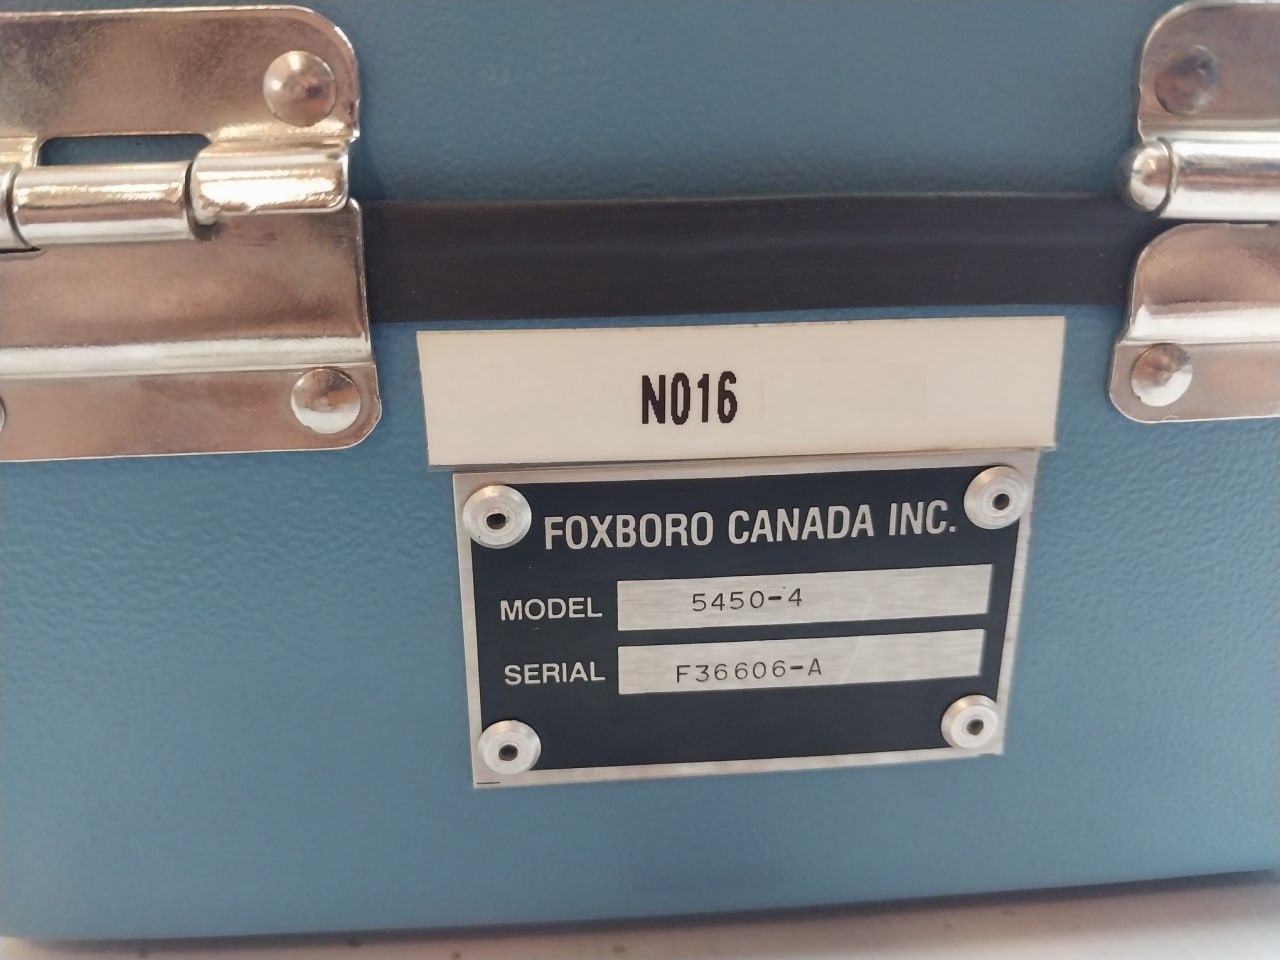 N016
FOXBORO CANADA INC.
MODEL 5450-4
SERIAL F36606-A